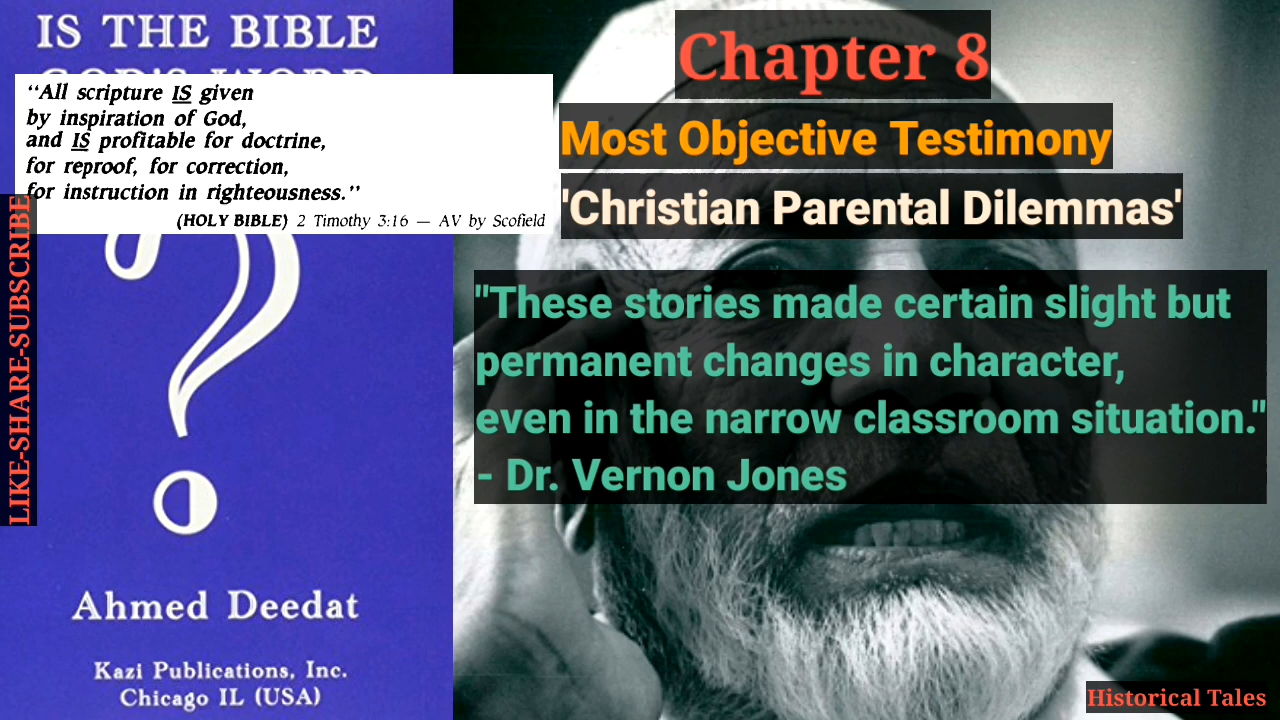 IS THE BIBLE
GOD'S WORD
"All scripture IS given
by inspiration of God,
and IS profitable for doctrine,
for reproof, for correction,
for instruction in righteousness."
(HOLY BIBLE) 2 Timothy 3:16 — AV by Scofield
?
Ahmed Deedat
Kazi Publications, Inc.
Chicago IL (USA)
LIKE-SHARE-SUBSCRIBE
Chapter 8
Most Objective Testimony
'Christian Parental Dilemmas'
"These stories made certain slight but
permanent changes in character,
even in the narrow classroom situation."
- Dr. Vernon Jones
Historical Tales